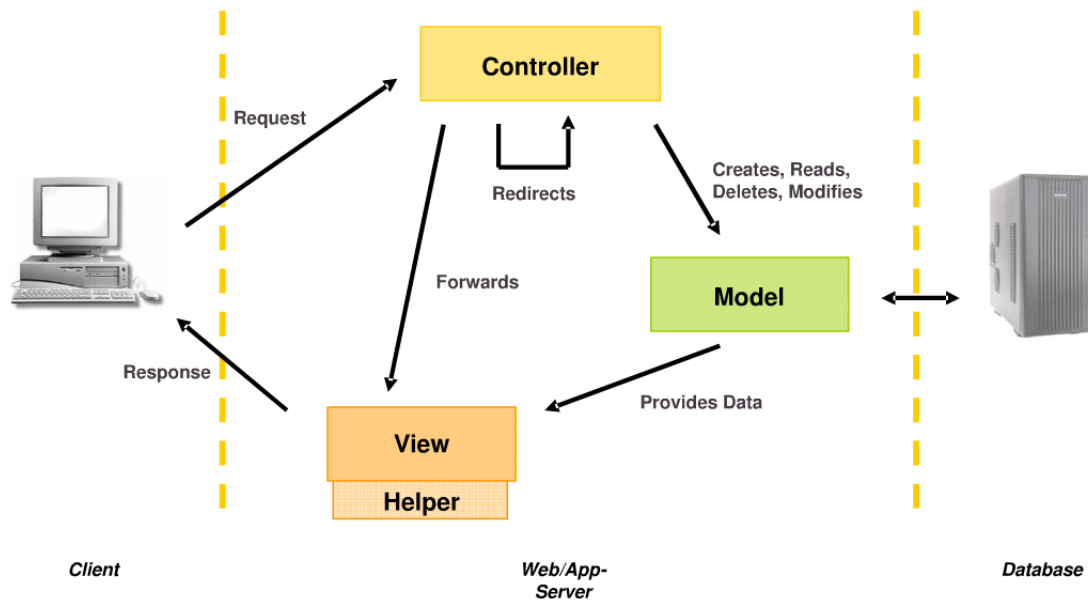 Controller
Request
Redirects
Creates, Reads,
Deletes, Modifies
Forwards
Model
Response
Provides Data
View
Helper
Client
Web/App-
Server
Database